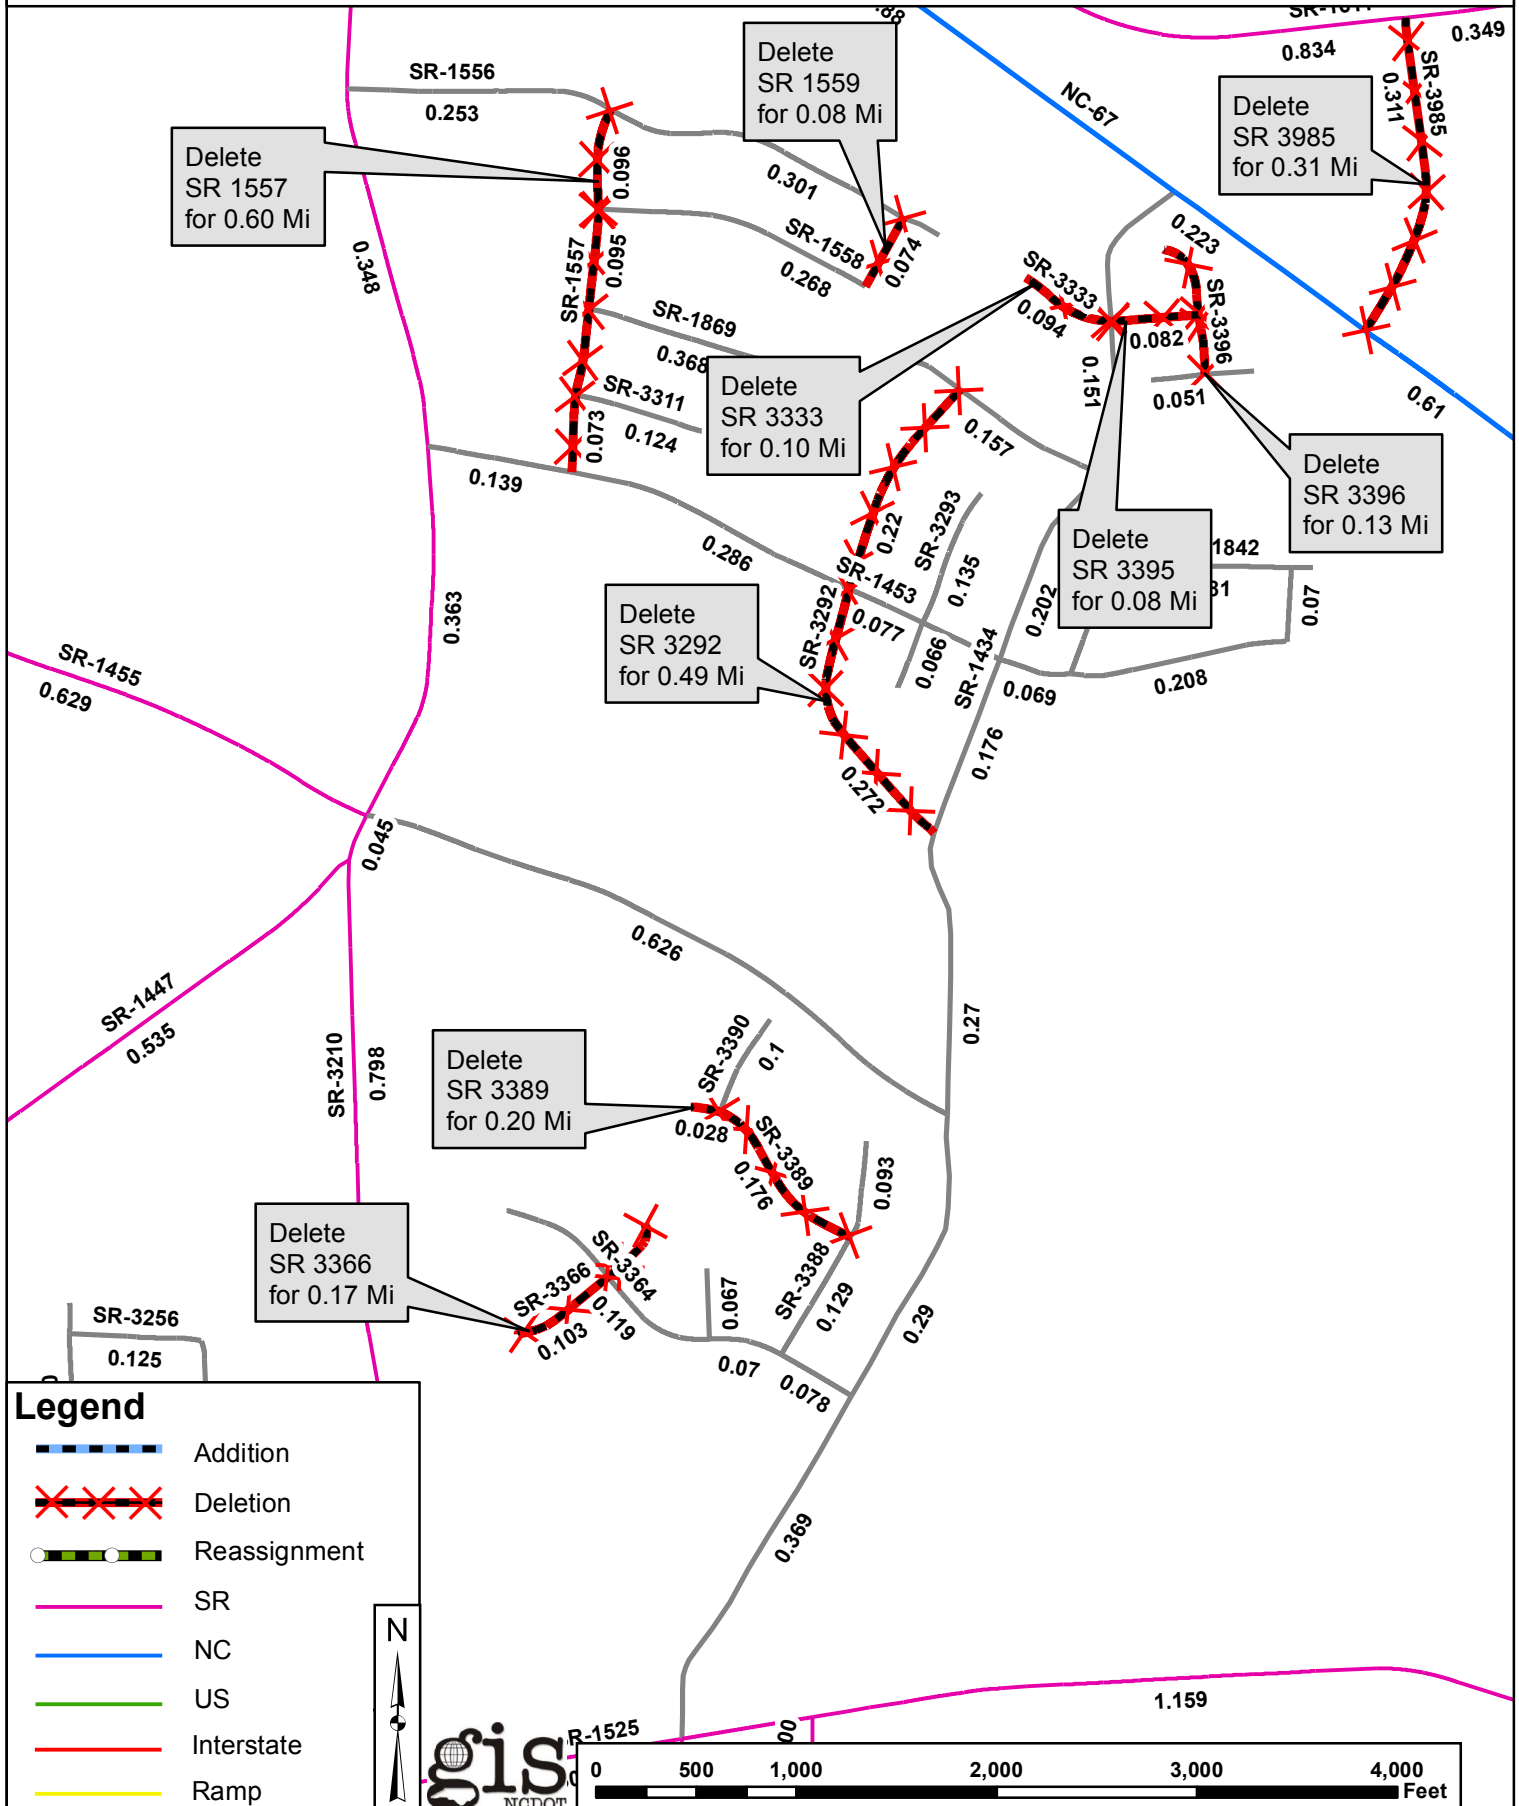 SR-1556
0.253
Delete
SR 1559
for 0.08 Mi
NC-67
0.834
0.349
SR-3985
0.311
Delete
SR 3985
for 0.31 Mi
Delete
SR 1557
for 0.60 Mi
0.096
0.301
SR-1558
0.268
0.074
0.223
0.348
SR-1557
0.095
SR-3333
0.094
0.082
SR-3396
SR-1869
0.368
0.151
0.051
0.61
Delete
SR 3333
for 0.10 Mi
SR-3311
0.124
0.073
0.157
0.139
Delete
SR 3396
for 0.13 Mi
0.22
SR-3293
0.135
0.286
Delete
SR 3395
for 0.08 Mi
1842
31
0.07
SR-1453
0.077
0.202
0.363
Delete
SR 3292
for 0.49 Mi
SR-3292
0.066
SR-1434
0.069
0.208
SR-1455
0.629
0.176
0.272
0.045
0.626
SR-1447
0.535
SR-3210
0.798
0.27
Delete
SR 3389
for 0.20 Mi
SR-3390
0.1
0.028
SR-3389
0.176
0.093
Delete
SR 3366
for 0.17 Mi
SR-3364
SR-3366
0.103
0.119
0.067
SR-3388
0.129
0.29
0.07
0.078
SR-3256
0.125
0.369
Legend
Addition
Deletion
Reassignment
SR
NC
US
Interstate
Ramp
N
gis
NCDOT
R-1525
00
1.159
0 500 1,000 2,000 3,000 4,000
Feet